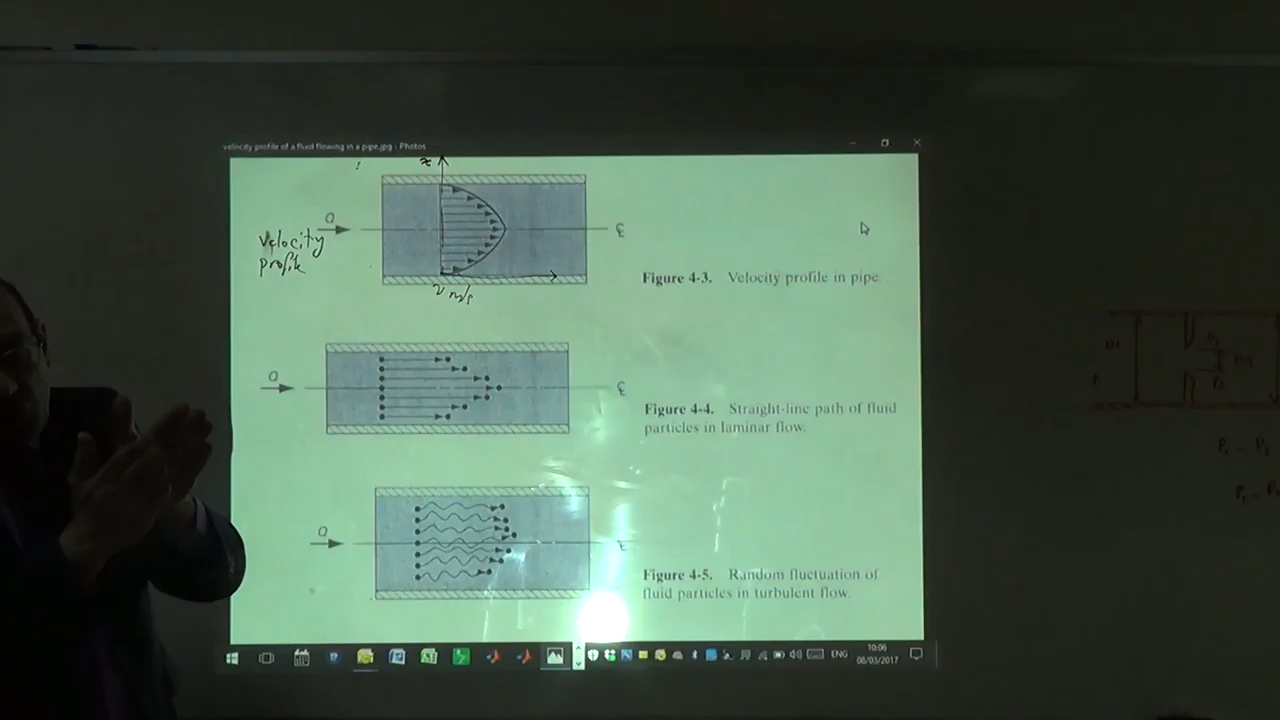 velocity profile of a fluid flowing in a pipe.jpg - Photos
x
Q
velocity
profile
v m/s
Figure 4-3. Velocity profile in pipe.
Q
Figure 4-4. Straight-line path of fluid
particles in laminar flow.
Q
Figure 4-5. Random fluctuation of
fluid particles in turbulent flow.
ENG
10:06
08/03/2017
P₁ - P₂